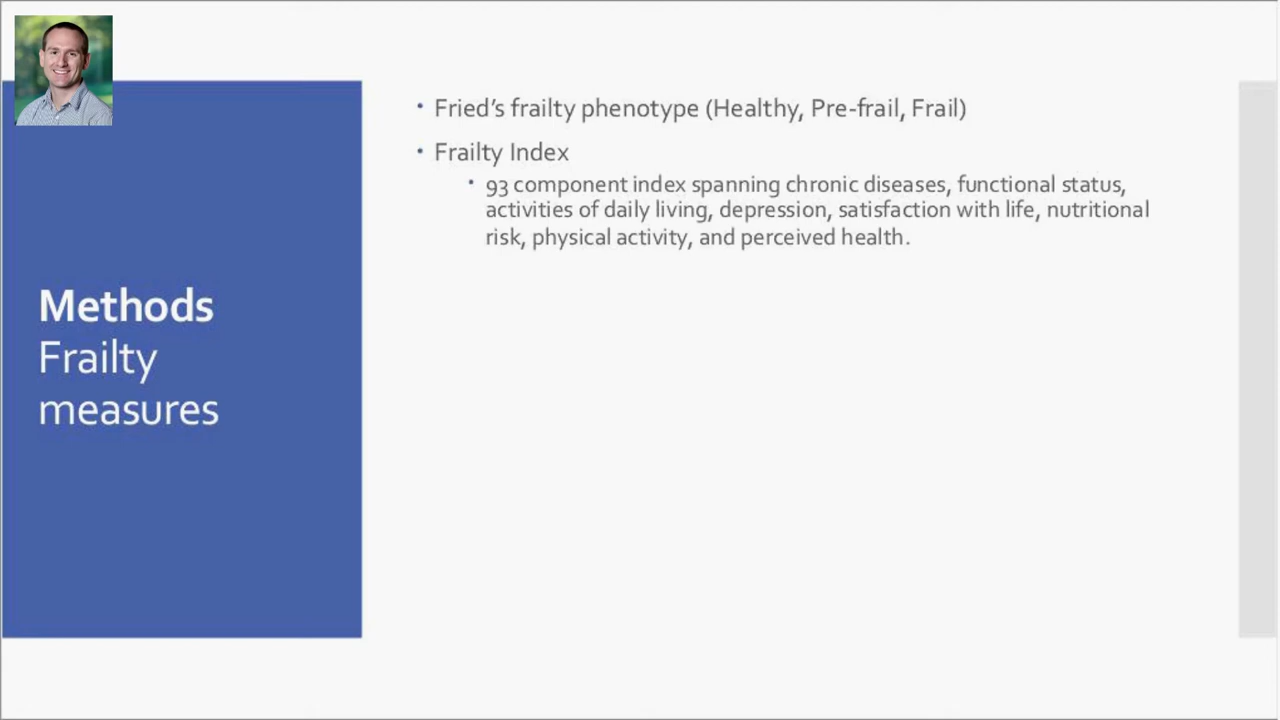 Methods
Frailty
measures
• Fried’s frailty phenotype (Healthy, Pre-frail, Frail)
• Frailty Index
• 93 component index spanning chronic diseases, functional status,
activities of daily living, depression, satisfaction with life, nutritional
risk, physical activity, and perceived health.